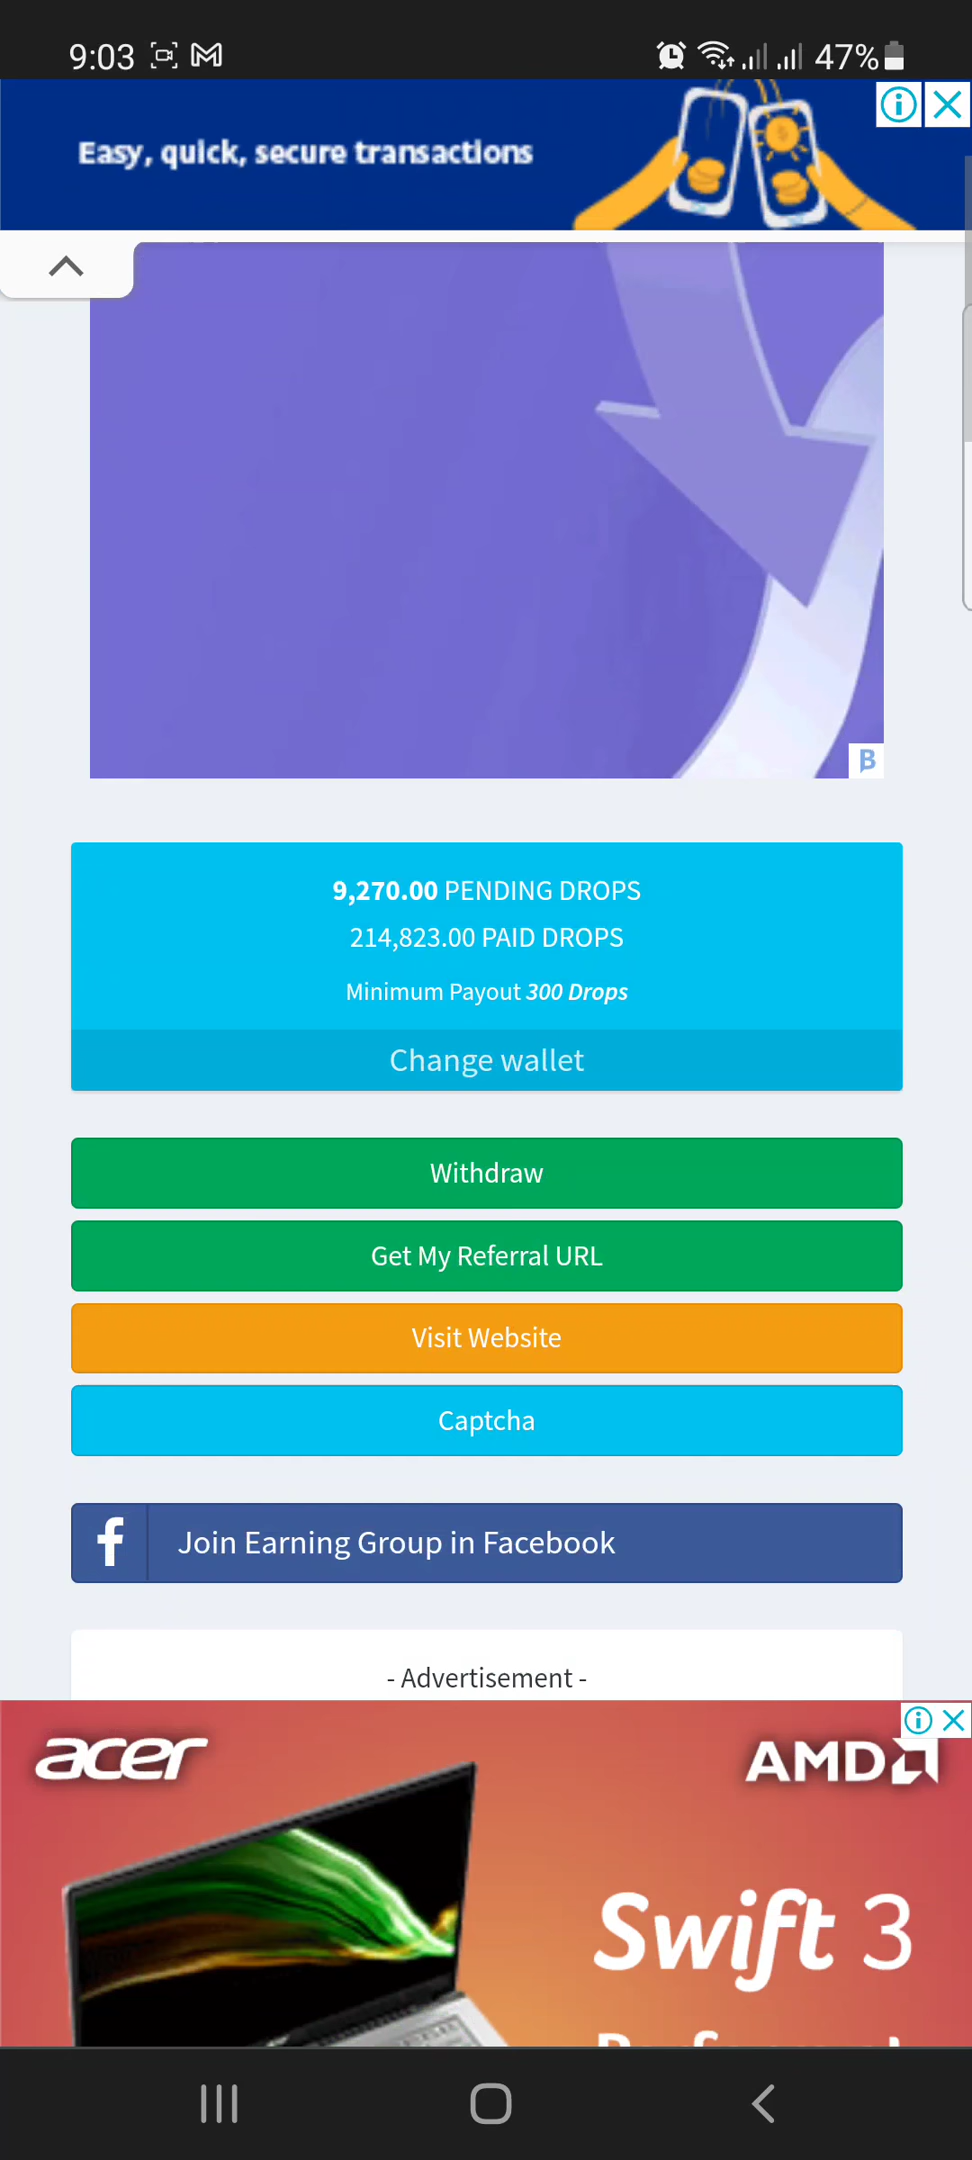 9:03
47%
Easy, quick, secure transactions
B
9,270.00 PENDING DROPS
214,823.00 PAID DROPS
Minimum Payout 300 Drops
Change wallet
Withdraw
Get My Referral URL
Visit Website
Captcha
f Join Earning Group in Facebook
- Advertisement -
acer
AMD
Swift 3